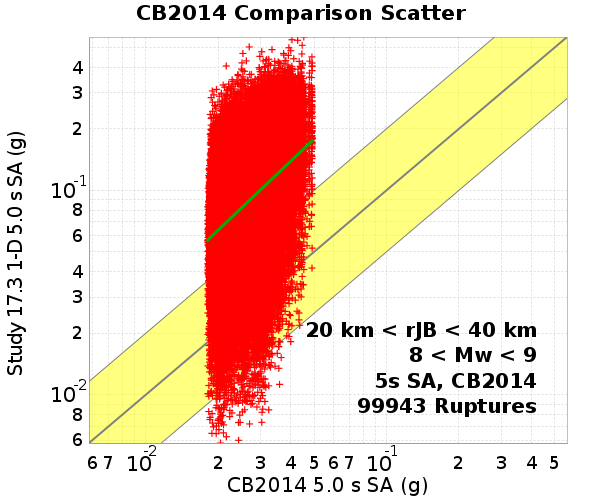 CB2014 Comparison Scatter
Study 17.3 1-D 5.0 s SA (g)
4
3
2
10-1
8
6
4
3
2
10-2
8
6
20 km < rJB < 40 km
8 < Mw < 9
5s SA, CB2014
99943 Ruptures
6 7 10-2 2 3 4 5 6 7 10-1 2 3 4 5
CB2014 5.0 s SA (g)